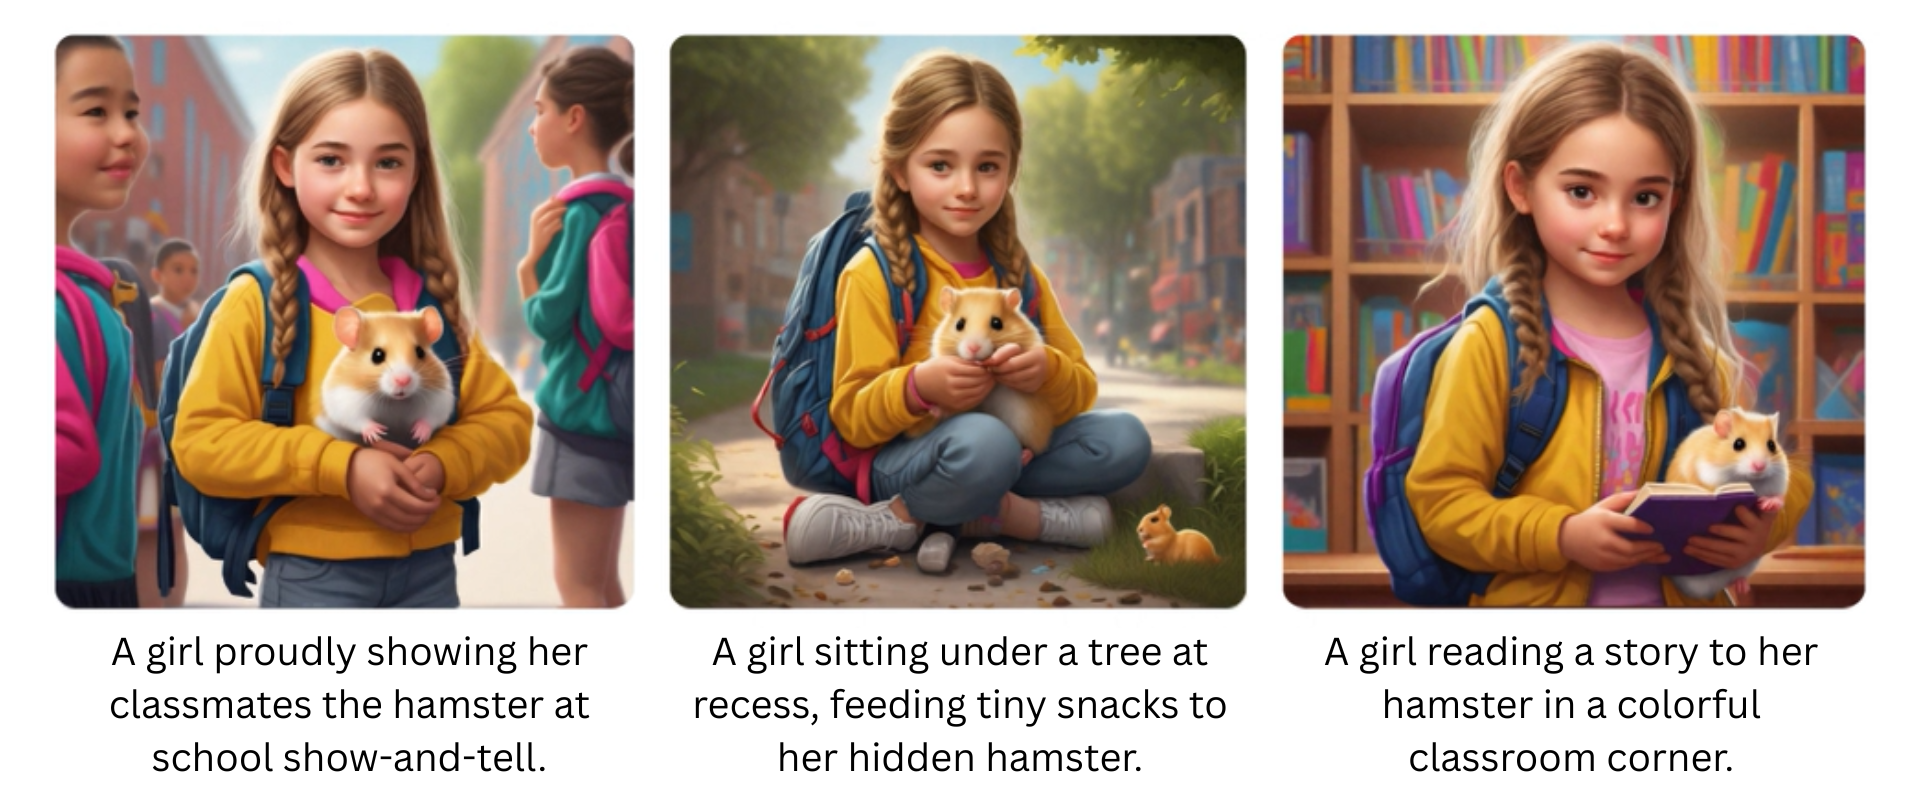 A girl proudly showing her
classmates the hamster at
school show-and-tell.
A girl sitting under a tree at
recess, feeding tiny snacks to
her hidden hamster.
A girl reading a story to her
hamster in a colorful
classroom corner.